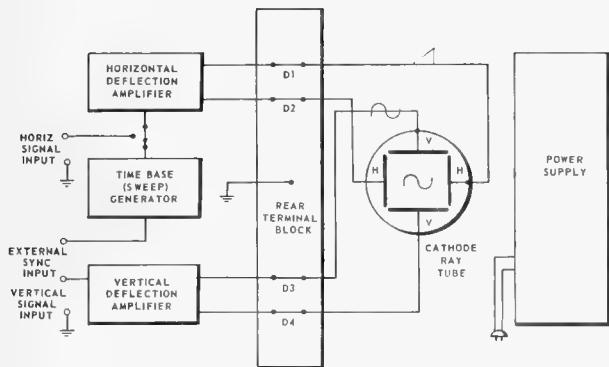 HORIZONTAL
DEFLECTION
AMPLIFIER
D1
D2
HORIZ
SIGNAL
INPUT
TIME BASE
(SWEEP)
GENERATOR
REAR
TERMINAL
BLOCK
V
H
H
V
CATHODE
RAY
TUBE
POWER
SUPPLY
EXTERNAL
SYNC
INPUT
VERTICAL
SIGNAL
INPUT
VERTICAL
DEFLECTION
AMPLIFIER
D3
D4